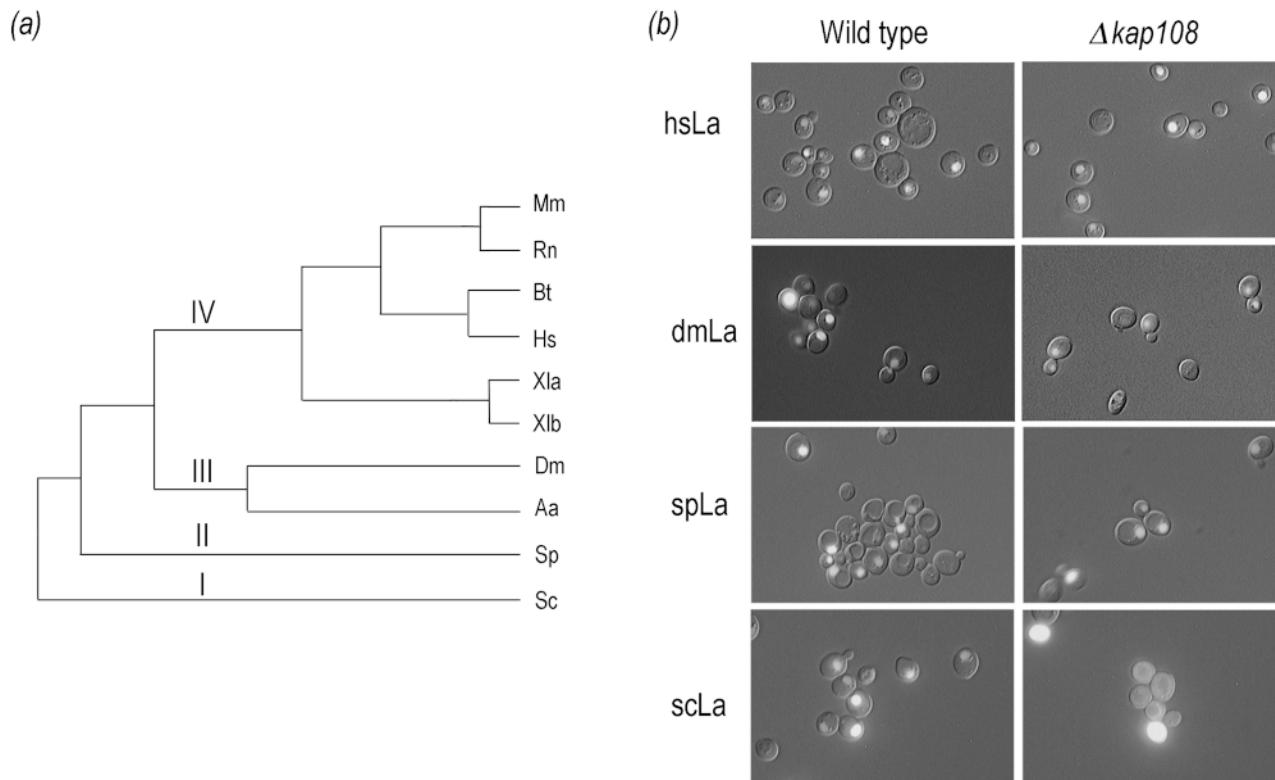 (a)
Mm
Rn
Bt
Hs
Xla
Xlb
Dm
Aa
Sp
Sc
IV
III
II
I
(b)
Wild type
Δkap108
hsLa
dmLa
spLa
scLa